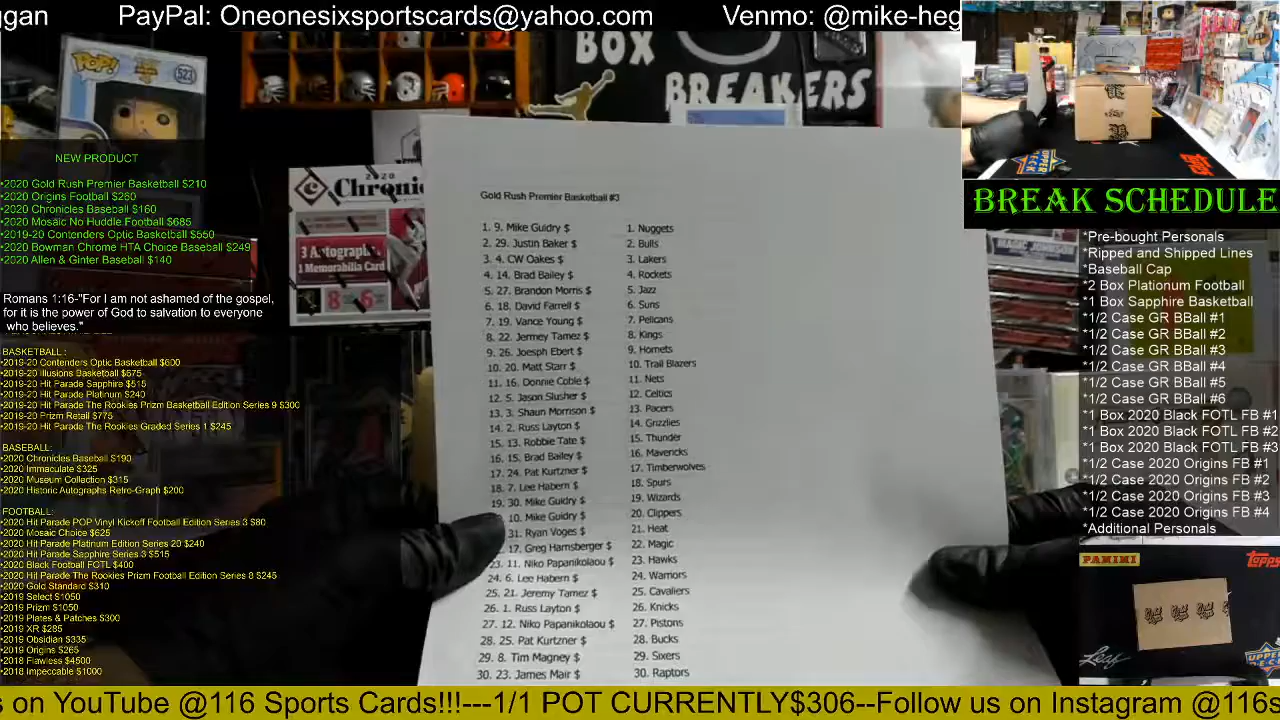 gan PayPal: Oneonesixsportscards@yahoo.com Venmo: @mike-heg
POP!
523
BOX
BREAKERS
NEW PRODUCT
•2020 Gold Rush Premier Basketball $210
•2020 Origins Football $260
•2020 Chronicles Baseball $160
•2020 Mosaic No Huddle Football $685
•2019-20 Contenders Optic Basketball $550
•2020 Bowman Chrome HTA Choice Baseball $249
•2020 Allen & Ginter Baseball $140
Romans 1:16-"For I am not ashamed of the gospel,
for it is the power of God to salvation to everyone
who believes."
BASKETBALL:
•2019-20 Contenders Optic Basketball $600
•2019-20 Illusions Basketball $675
•2019-20 Hit Parade Sapphire $515
•2019-20 Hit Parade Platinum $240
•2019-20 Hit Parade The Rookies Prizm Basketball Edition Series 9 $300
•2019-20 Prizm Retail $775
•2019-20 Hit Parade The Rookies Graded Series 1 $245
BASEBALL:
•2020 Chronicles Baseball $190
•2020 Immaculate $325
•2020 Museum Collection $315
•2020 Historic Autographs Retro-Graph $200
FOOTBALL:
•2020 Hit Parade POP Vinyl Kickoff Football Edition Series 3 $80
•2020 Mosaic Choice $625
•2020 Hit Parade Platinum Edition Series 20 $240
•2020 Hit Parade Sapphire Series 3 $515
•2020 Black Football FOTL $400
•2020 Hit Parade The Rookies Prizm Football Edition Series 8 $245
•2020 Gold Standard $310
•2019 Select $1050
•2019 Prizm $1050
•2019 Plates & Patches $300
•2019 XR $285
•2019 Obsidian $335
•2019 Origins $265
•2018 Flawless $4500
•2018 Impeccable $1000
2020
Chronic
3 Autographs
1 Memorabilia Card
8 6
Gold Rush Premier Basketball #3
1. 9. Mike Guidry $ 1. Nuggets
2. 29. Justin Baker $ 2. Bulls
3. 4. CW Oakes $ 3. Lakers
4. 14. Brad Bailey $ 4. Rockets
5. 27. Brandon Morris $ 5. Jazz
6. 18. David Farrell $ 6. Suns
7. 19. Vance Young $ 7. Pelicans
8. 22. Jermey Tamez $ 8. Kings
9. 26. Joesph Ebert $ 9. Hornets
10. 20. Matt Starr $ 10. Trail Blazers
11. 16. Donnie Coble $ 11. Nets
12. 5. Jason Slusher $ 12. Celtics
13. 3. Shaun Morrison $ 13. Pacers
14. 2. Russ Layton $ 14. Grizzlies
15. 13. Robbie Tate $ 15. Thunder
16. 15. Brad Bailey $ 16. Mavericks
17. 24. Pat Kurtzner $ 17. Timberwolves
18. 7. Lee Habern $ 18. Spurs
19. 30. Mike Guidry $ 19. Wizards
10. Mike Guidry $ 20. Clippers
31. Ryan Voges $ 21. Heat
17. Greg Harnsberger $ 22. Magic
23. 11. Niko Papanikolaou $ 23. Hawks
24. 6. Lee Habern $ 24. Warriors
25. 21. Jeremy Tamez $ 25. Cavaliers
26. 1. Russ Layton $ 26. Knicks
27. 12. Niko Papanikolaou $ 27. Pistons
28. 25. Pat Kurtzner $ 28. Bucks
29. 8. Tim Magney $ 29. Sixers
30. 23. James Mair $ 30. Raptors
UPPER DECK
Topps
BREAK SCHEDULE
*Pre-bought Personals
*Ripped and Shipped Lines
*Baseball Cap
*2 Box Plationum Football
*1 Box Sapphire Basketball
*1/2 Case GR BBall #1
*1/2 Case GR BBall #2
*1/2 Case GR BBall #3
*1/2 Case GR BBall #4
*1/2 Case GR BBall #5
*1/2 Case GR BBall #6
*1 Box 2020 Black FOTL FB #1
*1 Box 2020 Black FOTL FB #2
*1 Box 2020 Black FOTL FB #3
*1/2 Case 2020 Origins FB #1
*1/2 Case 2020 Origins FB #2
*1/2 Case 2020 Origins FB #3
*1/2 Case 2020 Origins FB #4
*Additional Personals
PANINI
Topps
Leaf
UPPER DECK
s on YouTube @116 Sports Cards!!!---1/1 POT CURRENTLY$306--Follow us on Instagram @116s